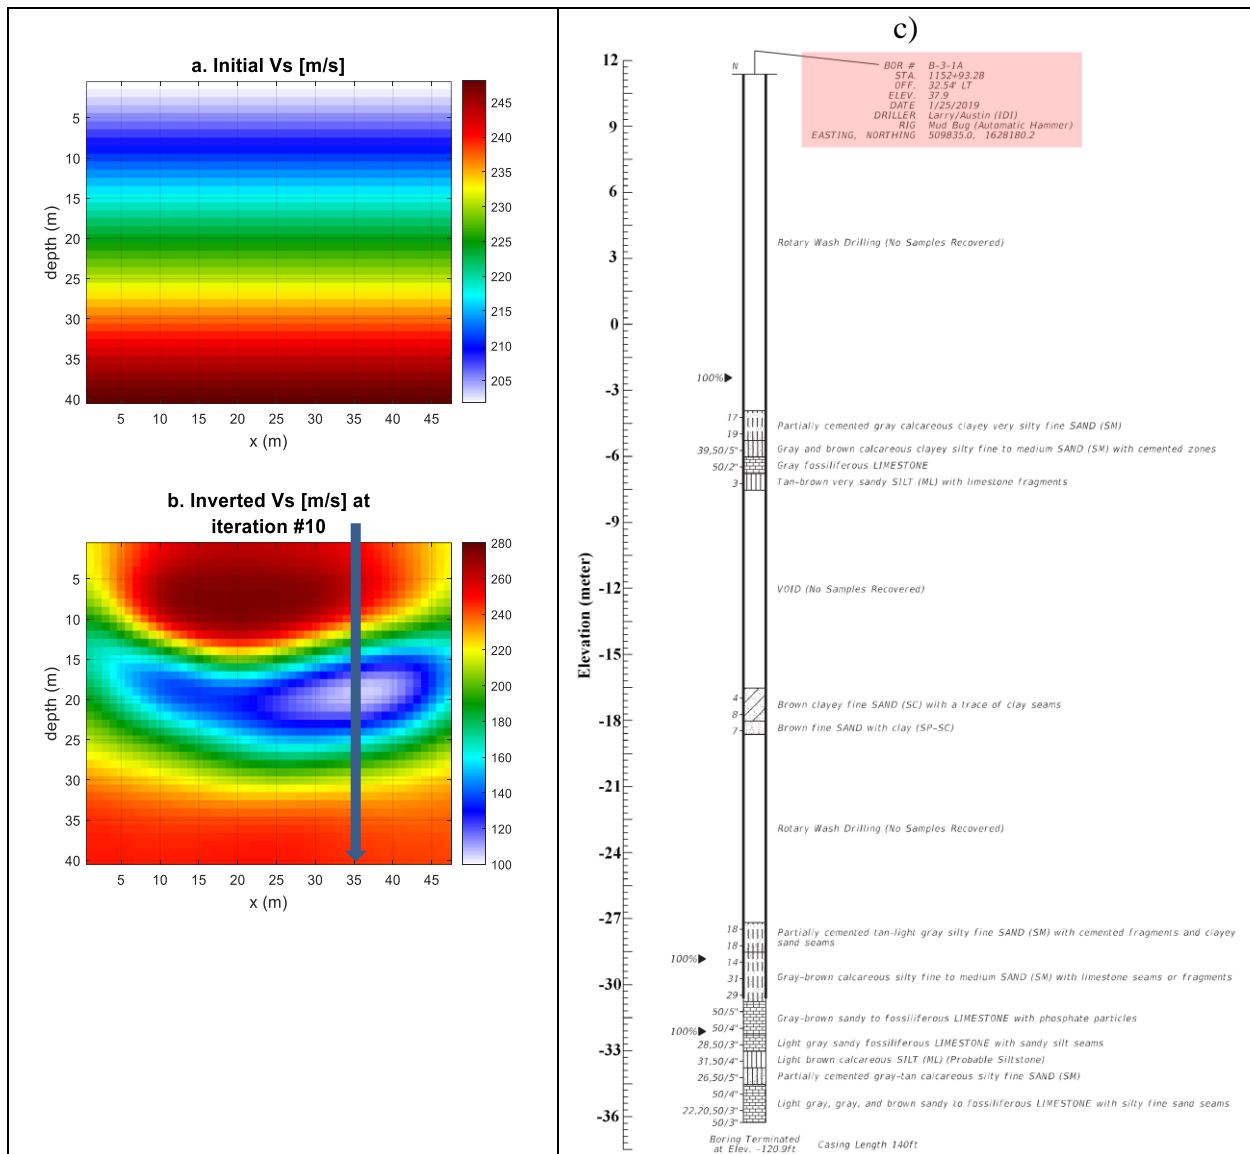 a. Initial Vs [m/s]
5
10
15
20
25
30
35
40
depth (m)
5 10 15 20 25 30 35 40 45
x (m)
245
240
235
230
225
220
215
210
205
b. Inverted Vs [m/s] at
iteration #10
5
10
15
20
25
30
35
40
depth (m)
5 10 15 20 25 30 35 40 45
x (m)
280
260
240
220
200
180
160
140
120
100
c)
Elevation (meter)
12
9
6
3
0
-3
-6
-9
-12
-15
-18
-21
-24
-27
-30
-33
-36
N
BOR # B-3-1A
STA. 1152+93.28
OFF. 32.54' LT
ELEV. 37.9
DATE 1/25/2019
DRILLER Larry/Austin (IDI)
RIG Mud Bug (Automatic Hammer)
EASTING, NORTHING 509835.0, 1628180.2
Rotary Wash Drilling (No Samples Recovered)
100%
17
Partially cemented gray calcareous clayey very silty fine SAND (SM)
19
39,50/5" Gray and brown calcareous clayey silty fine to medium SAND (SM) with cemented zones
50/2" Gray fossiliferous LIMESTONE
3 Tan-brown very sandy SILT (ML) with limestone fragments
VOID (No Samples Recovered)
4
Brown clayey fine SAND (SC) with a trace of clay seams
8
7 Brown fine SAND with clay (SP-SC)
Rotary Wash Drilling (No Samples Recovered)
18
Partially cemented tan-light gray silty fine SAND (SM) with cemented fragments and clayey
sand seams
18
100%
14
31 Gray-brown calcareous silty fine to medium SAND (SM) with limestone seams or fragments
29
50/5"
Gray-brown sandy to fossiliferous LIMESTONE with phosphate particles
50/4"
100%
28,50/3" Light gray sandy fossiliferous LIMESTONE with sandy silt seams
31,50/4" Light brown calcareous SILT (ML) (Probable Siltstone)
26,50/5" Partially cemented gray-tan calcareous silty fine SAND (SM)
50/4"
Light gray, gray, and brown sandy to fossiliferous LIMESTONE with silty fine sand seams
22,20,50/3"
50/3"
Boring Terminated
at Elev. -120.9ft
Casing Length 140ft